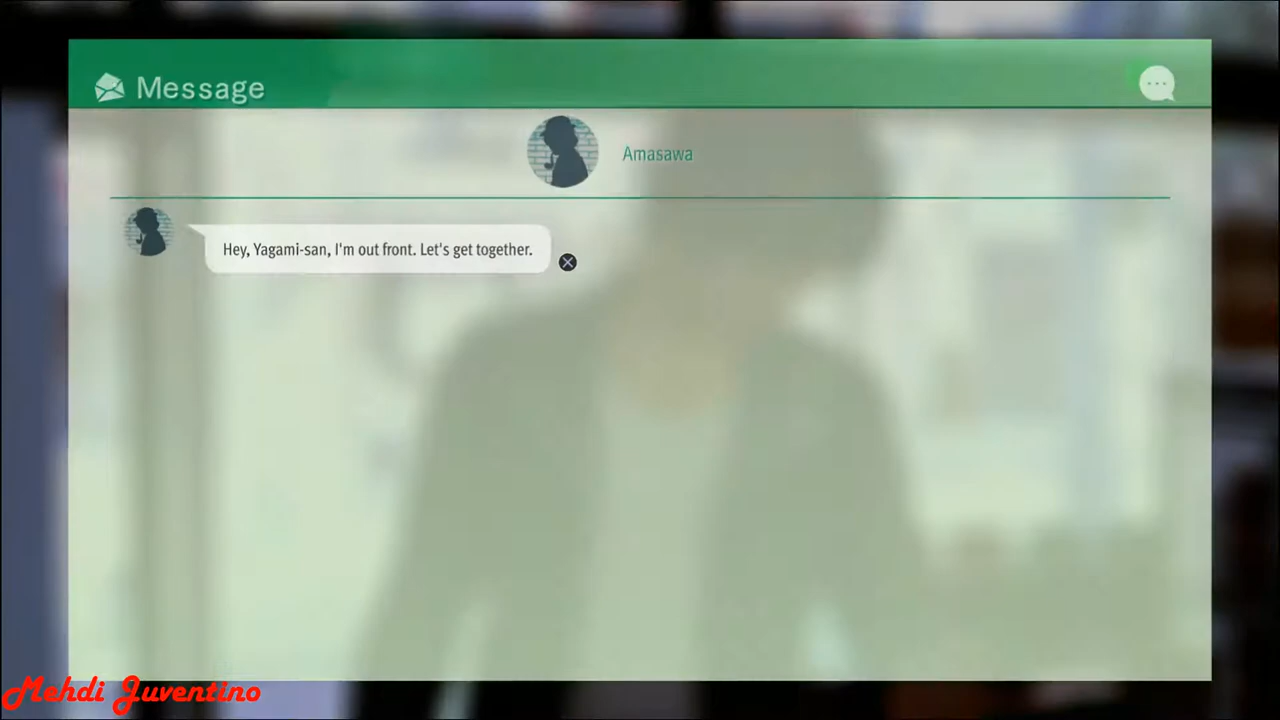 Message
Amasawa
Hey, Yagami-san, I'm out front. Let's get together.
Mehdi Juventino